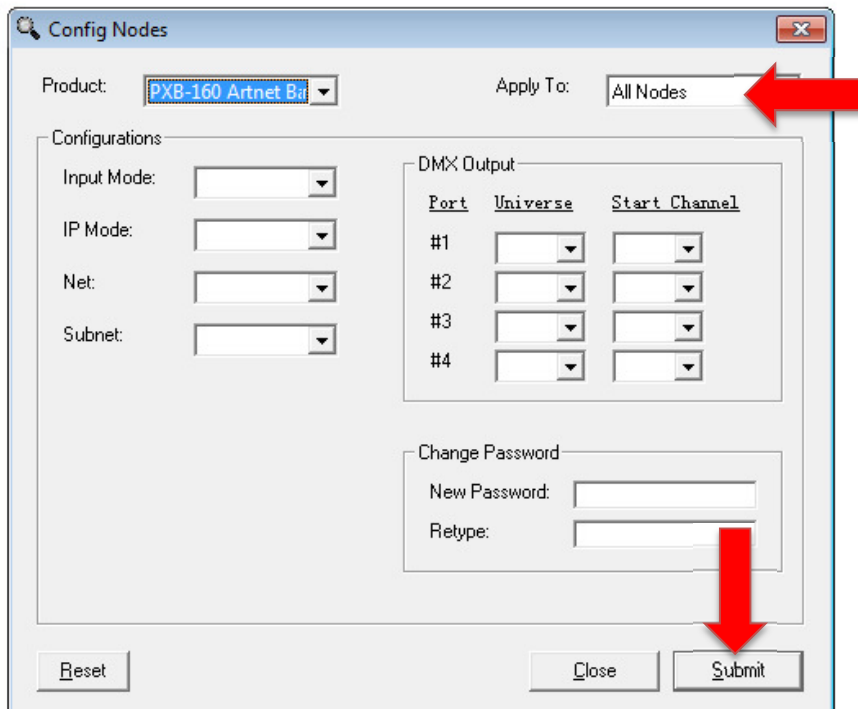 Config Nodes
Product: PXB-160 Artnet Ba Apply To: All Nodes
Configurations
Input Mode:
IP Mode:
Net:
Subnet:
DMX Output
Port Universe Start Channel
#1
#2
#3
#4
Change Password
New Password:
Retype:
Reset Close Submit